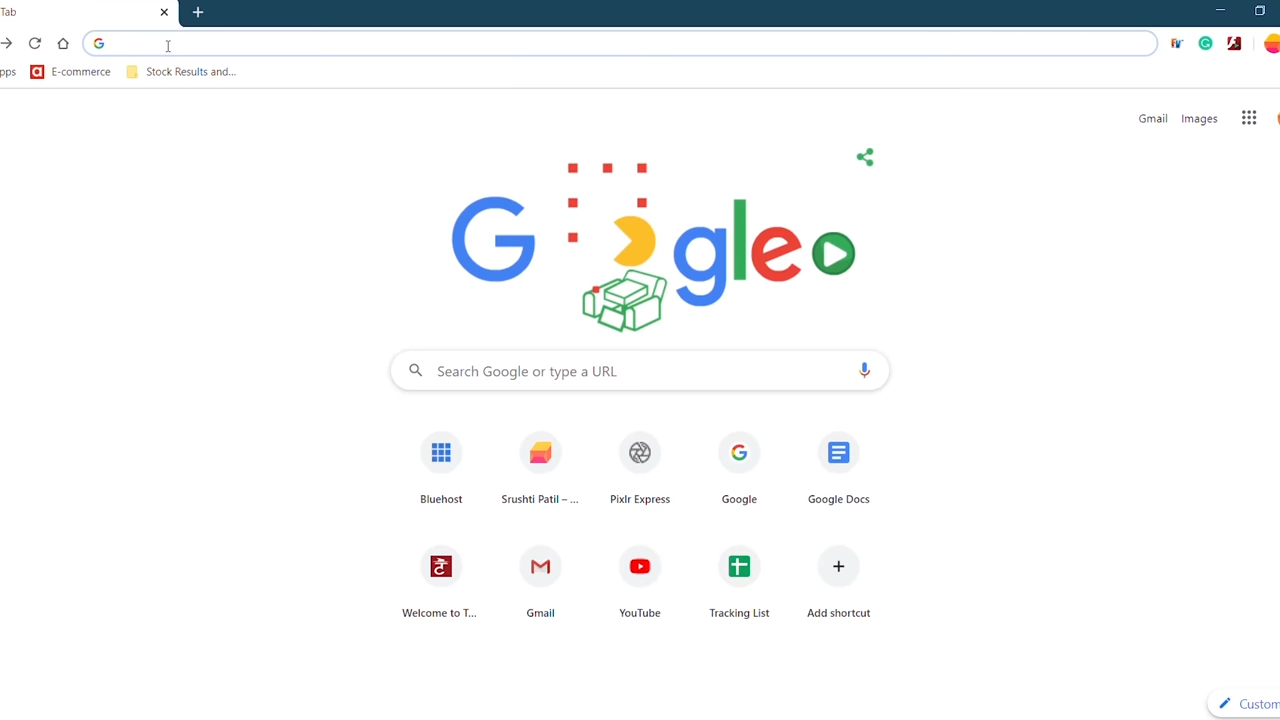 Tab
pps E-commerce Stock Results and...
Gmail Images
Google
Search Google or type a URL
Bluehost Srushti Patil – ... Pixlr Express Google Google Docs
Welcome to T... Gmail YouTube Tracking List Add shortcut
Custom